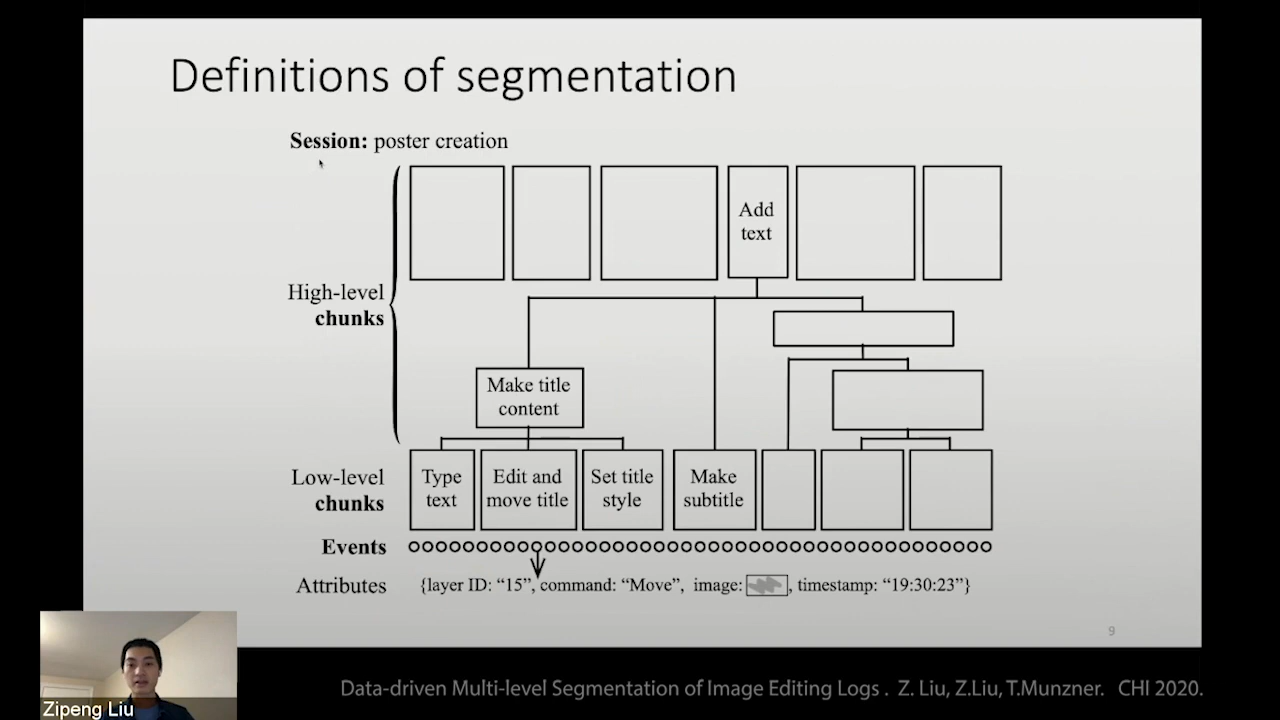 Definitions of segmentation
Session: poster creation
Add
text
High-level
chunks
Make title
content
Low-level
chunks
Type
text
Edit and
move title
Set title
style
Make
subtitle
Events
Attributes
{layer ID: “15”, command: “Move”, image: , timestamp: “19:30:23”}
9
Data-driven Multi-level Segmentation of Image Editing Logs . Z. Liu, Z.Liu, T.Munzner. CHI 2020.
Zipeng Liu